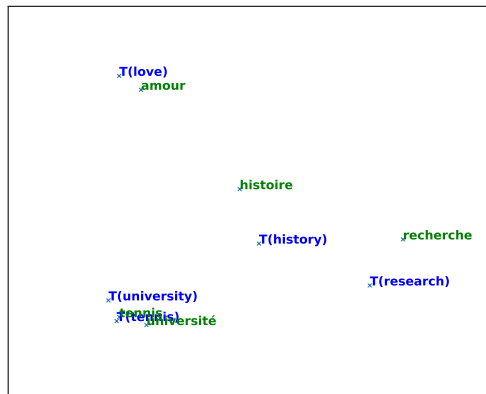 T(love)
amour
histoire
recherche
T(history)
T(research)
T(university)
tennis
T(tennis)
université